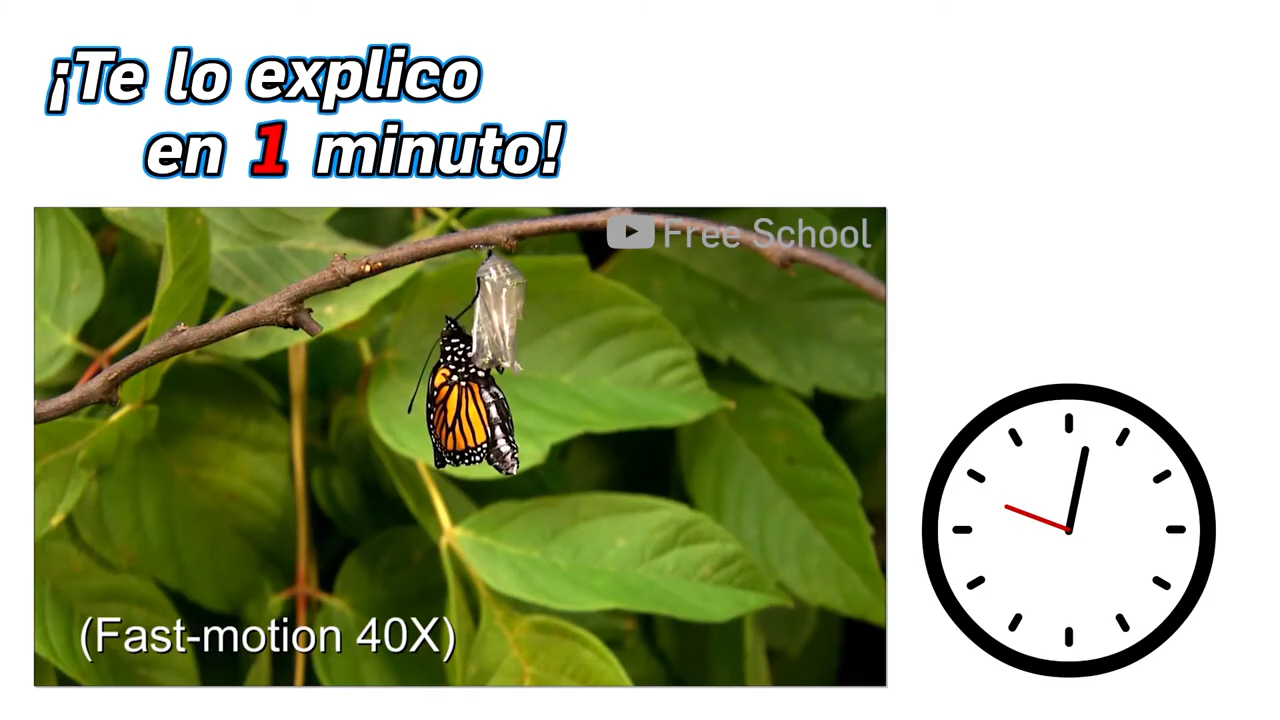 ¡Te lo explico
en 1 minuto!
Free School
(Fast-motion 40X)